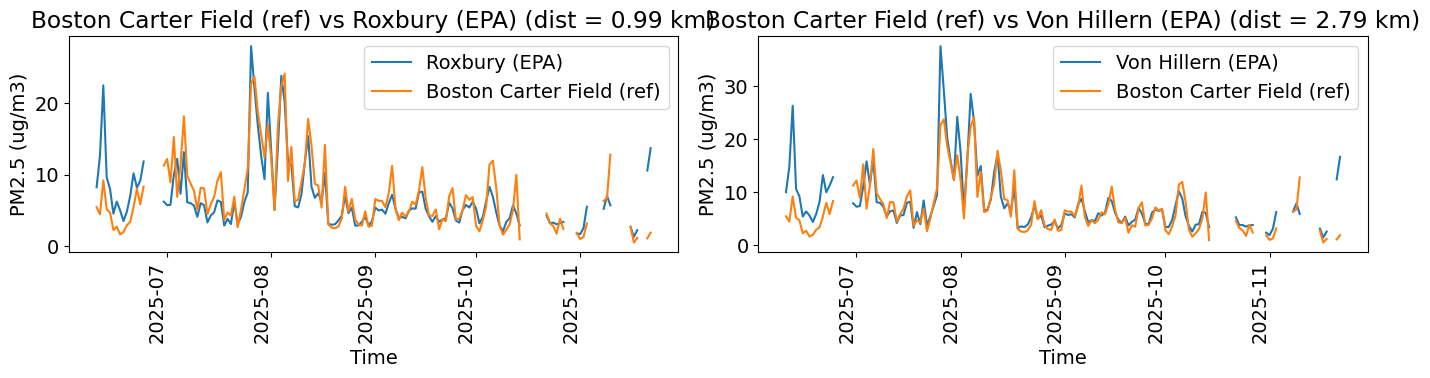 Boston Carter Field (ref) vs Roxbury (EPA) (dist = 0.99 km)
PM2.5 (ug/m3)
20
10
0
Roxbury (EPA)
Boston Carter Field (ref)
2025-07
2025-08
2025-09
2025-10
2025-11
Time
Boston Carter Field (ref) vs Von Hillern (EPA) (dist = 2.79 km)
PM2.5 (ug/m3)
30
20
10
0
Von Hillern (EPA)
Boston Carter Field (ref)
2025-07
2025-08
2025-09
2025-10
2025-11
Time